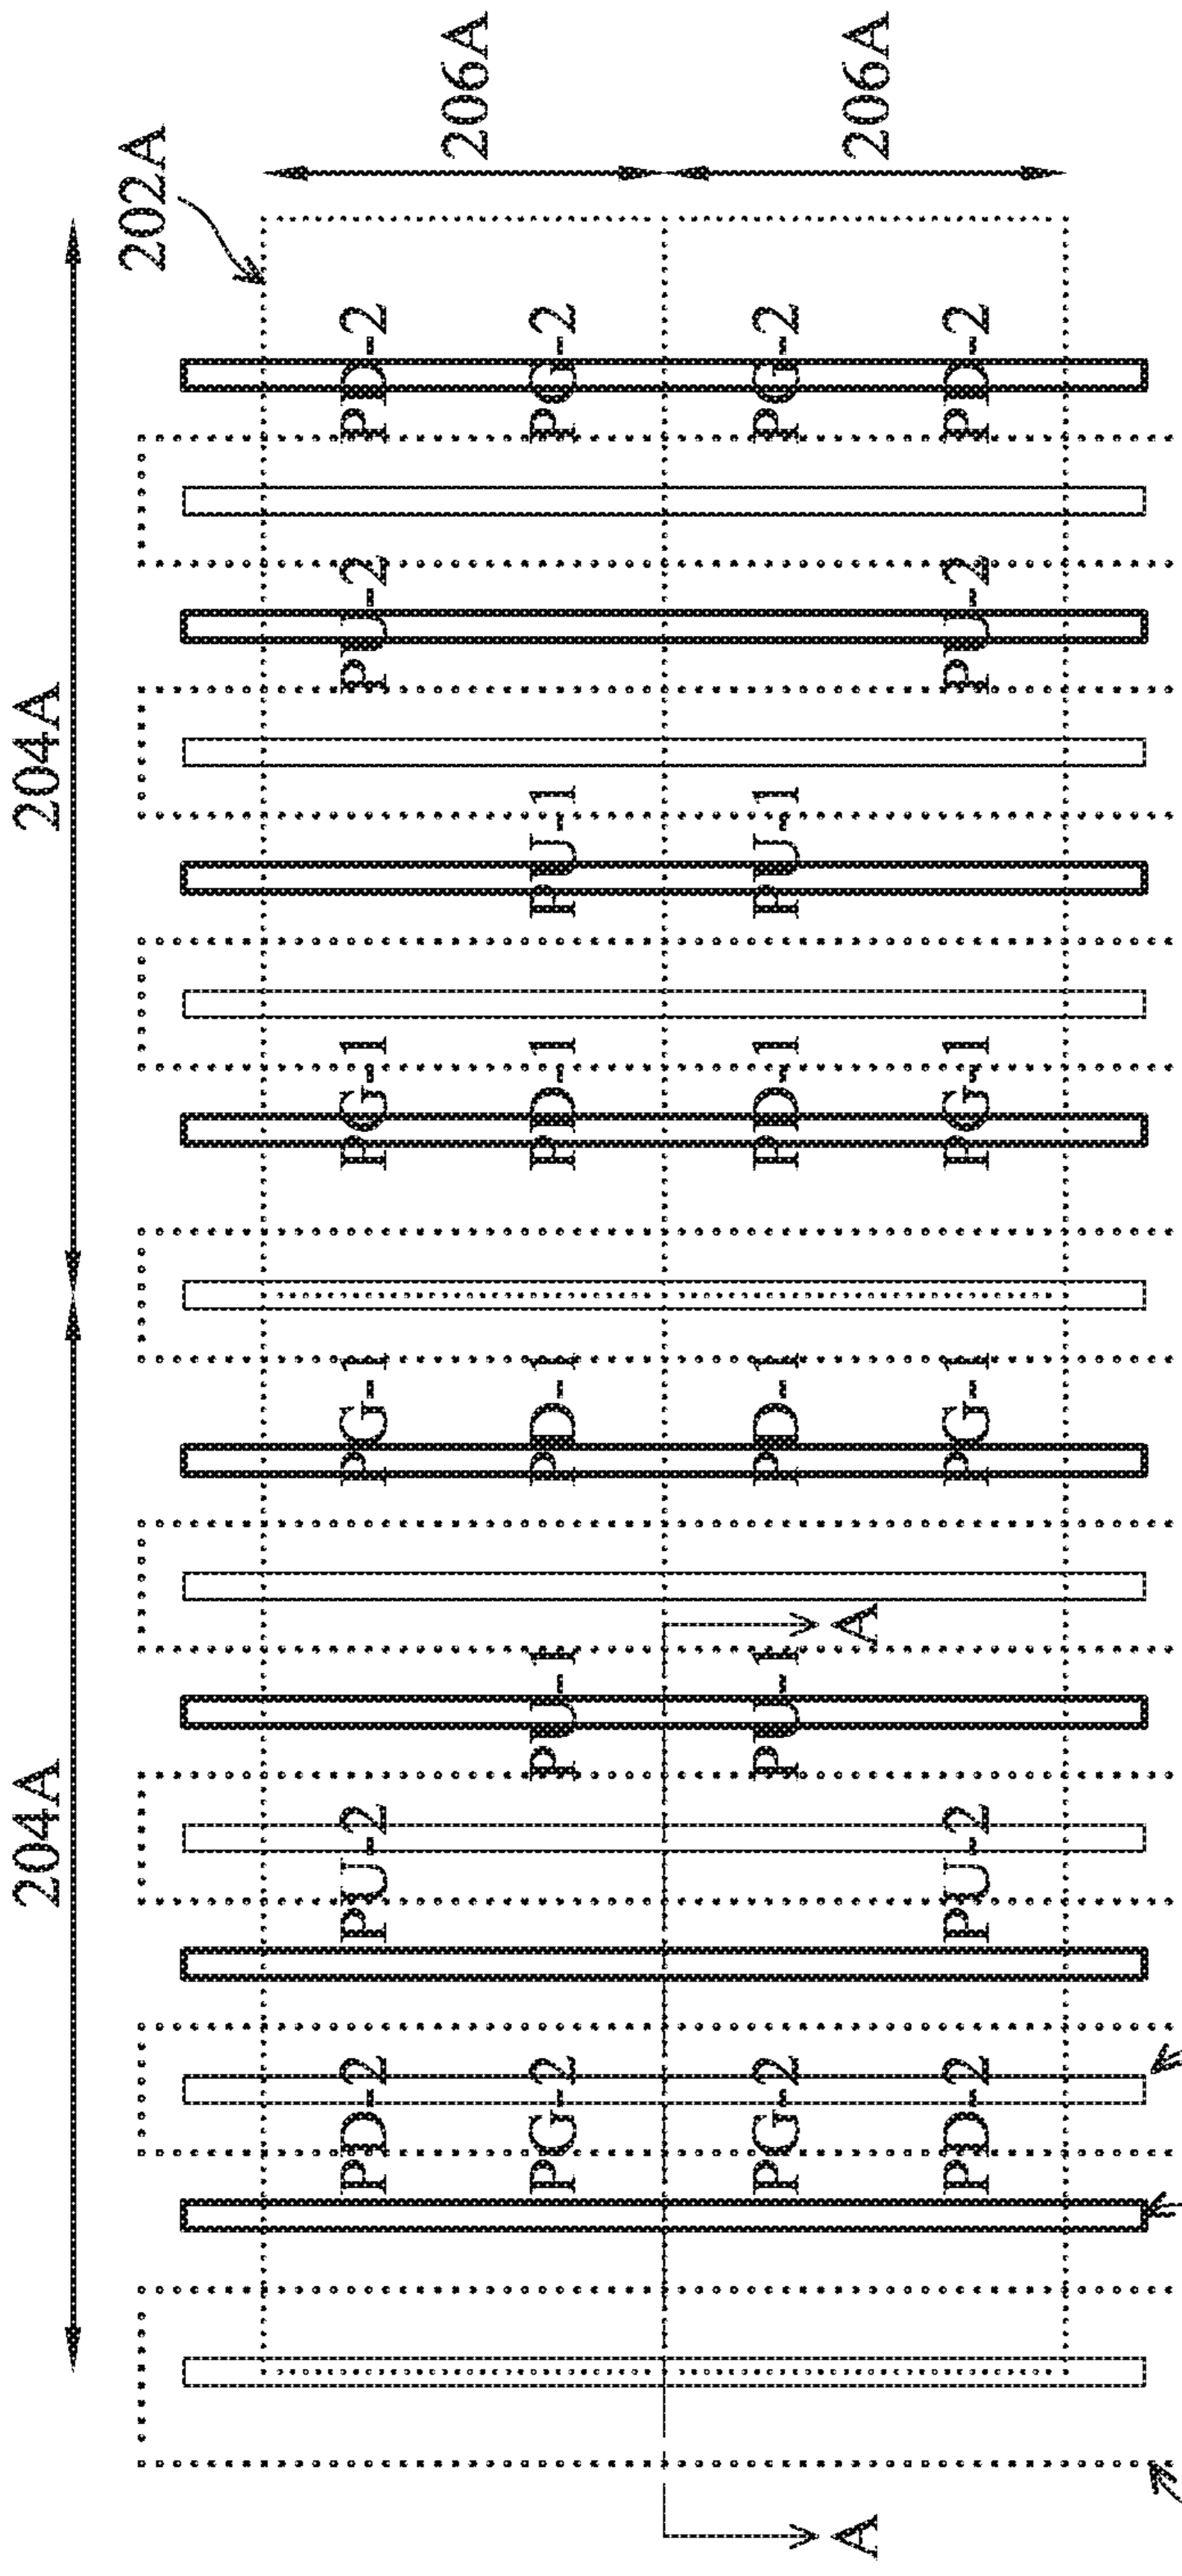 204A 204A
202A
PD-2 PU-2 PG-1 PG-1 PU-2 PD-2
206A
PG-2 PU-1 PD-1 PD-1 PU-1 PG-2
PG-2 PU-1 PD-1 PD-1 PU-1 PG-2
A A 206A
PD-2 PU-2 PG-1 PG-1 PU-2 PD-2